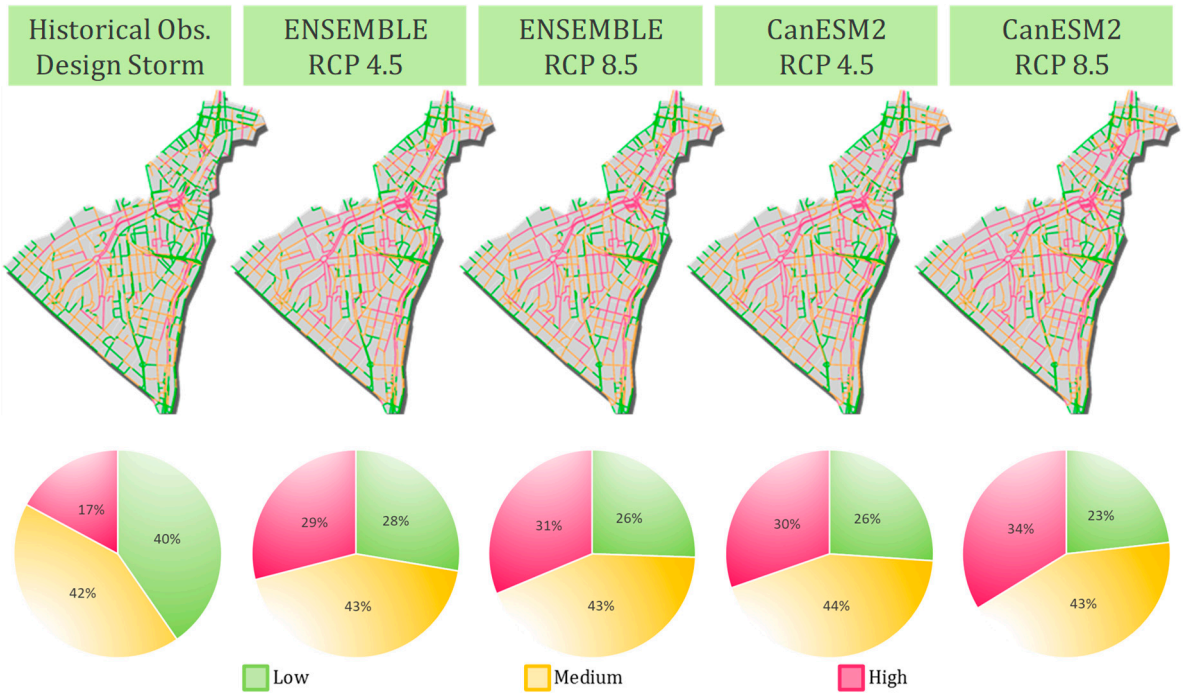 Historical Obs.
Design Storm
ENSEMBLE
RCP 4.5
ENSEMBLE
RCP 8.5
CanESM2
RCP 4.5
CanESM2
RCP 8.5
17%
40%
42%
29%
28%
43%
31%
26%
43%
30%
26%
44%
34%
23%
43%
Low
Medium
High